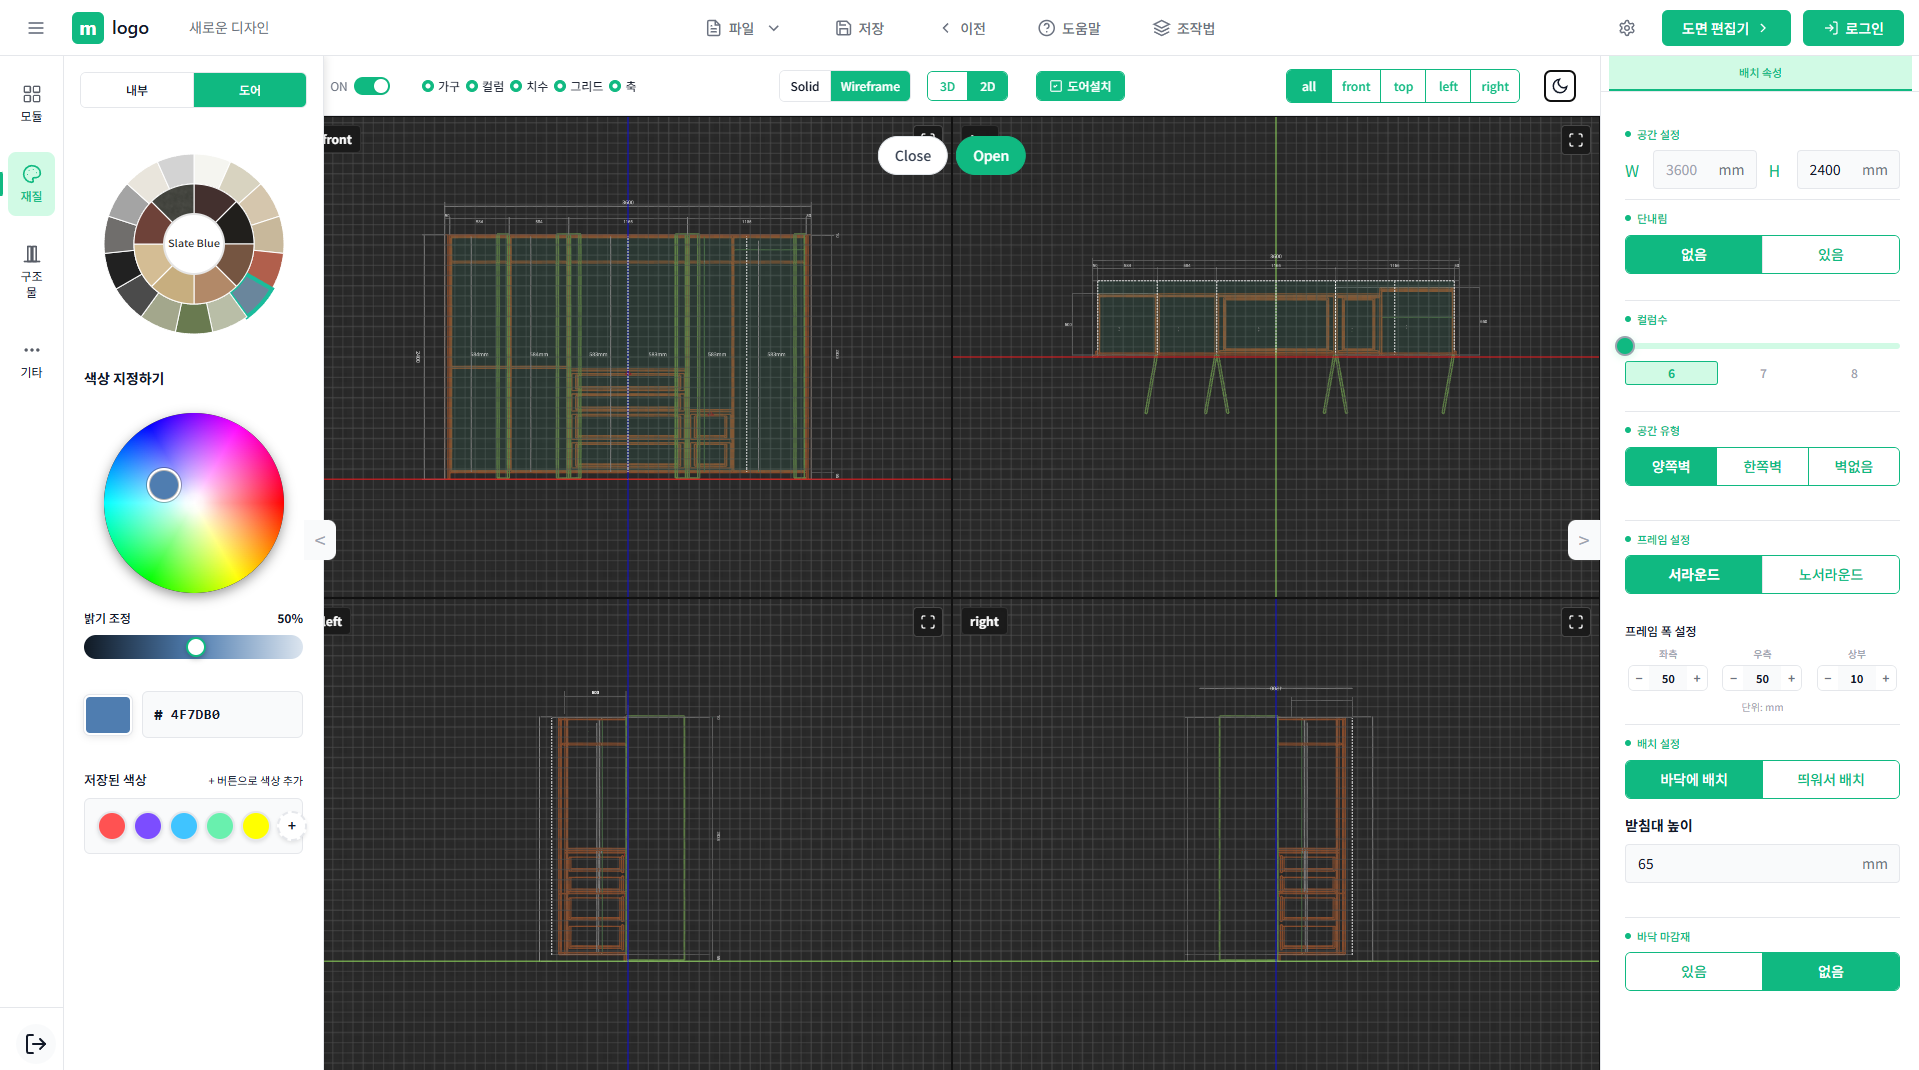 m logo
새로운 디자인
파일
저장
이전
도움말
조작법
도면 편집기
로그인
모듈
재질
구조물
기타
내부
도어
Slate Blue
색상 지정하기
밝기 조정
50%
# 4F7DB0
저장된 색상
+ 버튼으로 색상 추가
+
ON
가구
컬럼
치수
그리드
축
Solid
Wireframe
3D
2D
도어설치
all
front
top
left
right
front
Close
Open
3600
584mm
584mm
583mm
583mm
583mm
583mm
3600
<
>
left
right
배치 속성
공간 설정
W
3600 mm
H
2400 mm
단내림
없음
있음
컬럼수
6
7
8
공간 유형
양쪽벽
한쪽벽
벽없음
프레임 설정
서라운드
노서라운드
프레임 폭 설정
좌측
우측
상부
− 50 +
− 50 +
− 10 +
단위: mm
배치 설정
바닥에 배치
띄워서 배치
받침대 높이
65 mm
바닥 마감재
있음
없음